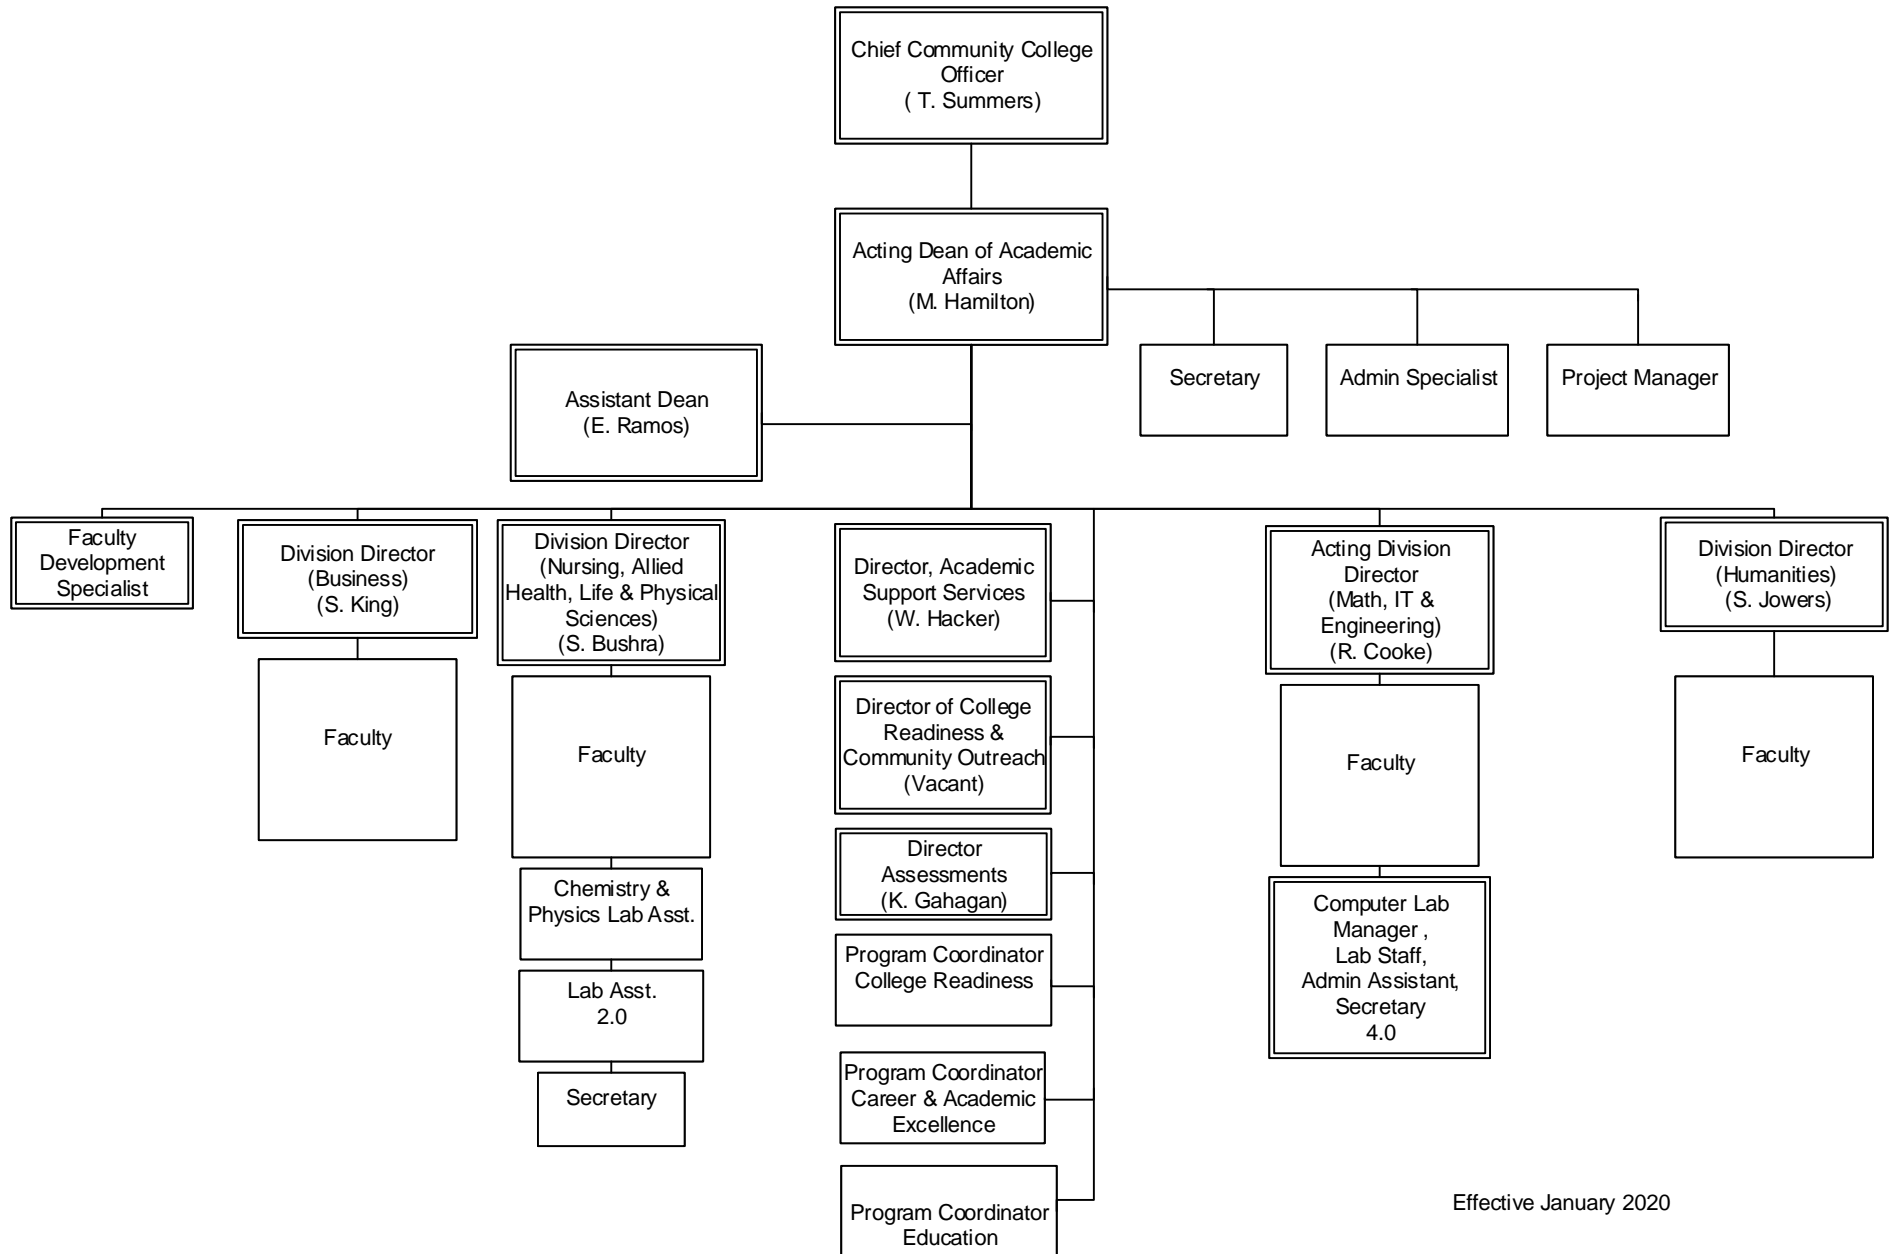 Chief Community College
Officer
( T. Summers)
Acting Dean of Academic
Affairs
(M. Hamilton)
Secretary
Admin Specialist
Project Manager
Assistant Dean
(E. Ramos)
Faculty
Development
Specialist
Division Director
(Business)
(S. King)
Faculty
Division Director
(Nursing, Allied
Health, Life & Physical
Sciences)
(S. Bushra)
Faculty
Chemistry &
Physics Lab Asst.
Lab Asst.
2.0
Secretary
Director, Academic
Support Services
(W. Hacker)
Director of College
Readiness &
Community Outreach
(Vacant)
Director
Assessments
(K. Gahagan)
Program Coordinator
College Readiness
Program Coordinator
Career & Academic
Excellence
Program Coordinator
Education
Acting Division
Director
(Math, IT &
Engineering)
(R. Cooke)
Faculty
Computer Lab
Manager ,
Lab Staff,
Admin Assistant,
Secretary
4.0
Division Director
(Humanities)
(S. Jowers)
Faculty
Effective January 2020